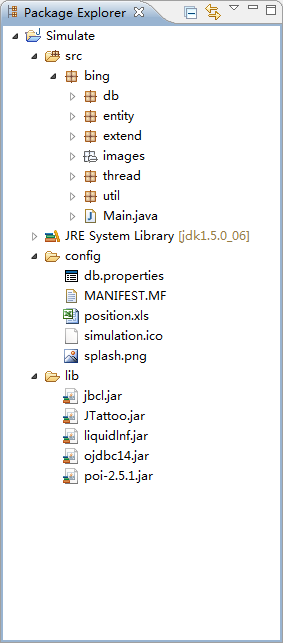 Package Explorer
Simulate
src
bing
db
entity
extend
images
thread
util
Main.java
JRE System Library [jdk1.5.0_06]
config
db.properties
MANIFEST.MF
position.xls
simulation.ico
splash.png
lib
jbcl.jar
JTattoo.jar
liquidlnf.jar
ojdbc14.jar
poi-2.5.1.jar